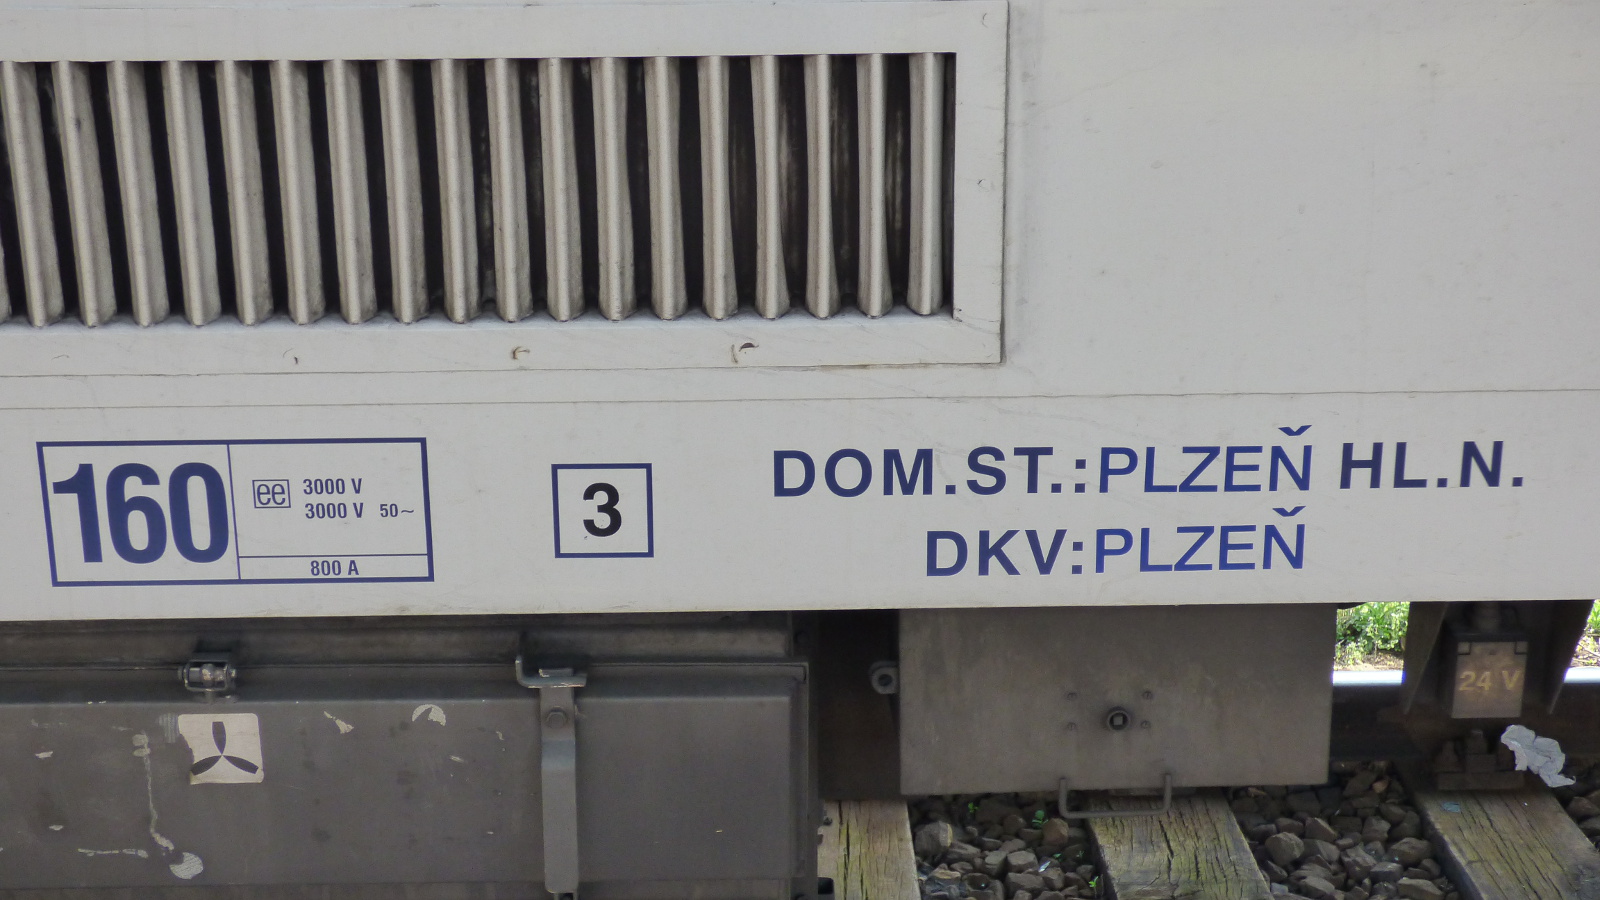 160
ee 3000 V
3000 V 50~
800 A
3
DOM.ST.:PLZEŇ HL.N.
DKV:PLZEŇ
24 V